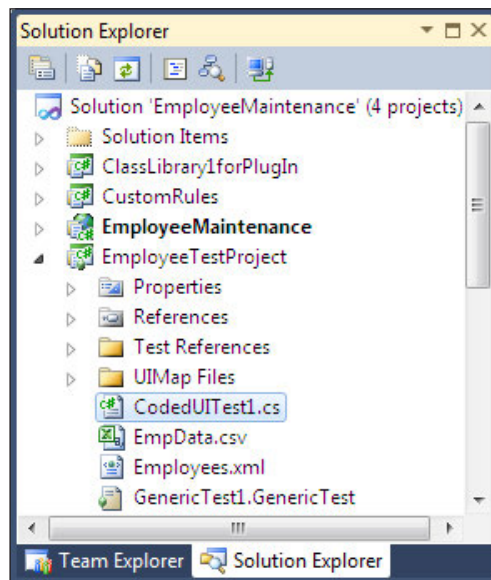 Solution Explorer
Solution 'EmployeeMaintenance' (4 projects)
Solution Items
ClassLibrary1forPlugIn
CustomRules
EmployeeMaintenance
EmployeeTestProject
Properties
References
Test References
UIMap Files
CodedUITest1.cs
EmpData.csv
Employees.xml
GenericTest1.GenericTest
Team Explorer Solution Explorer